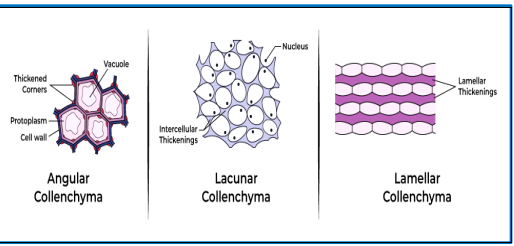 Vacuole
Thickened
Corners
Protoplasm
Cell wall
Angular
Collenchyma
Nucleus
Intercellular
Thickenings
Lacunar
Collenchyma
Lamellar
Thickenings
Lamellar
Collenchyma